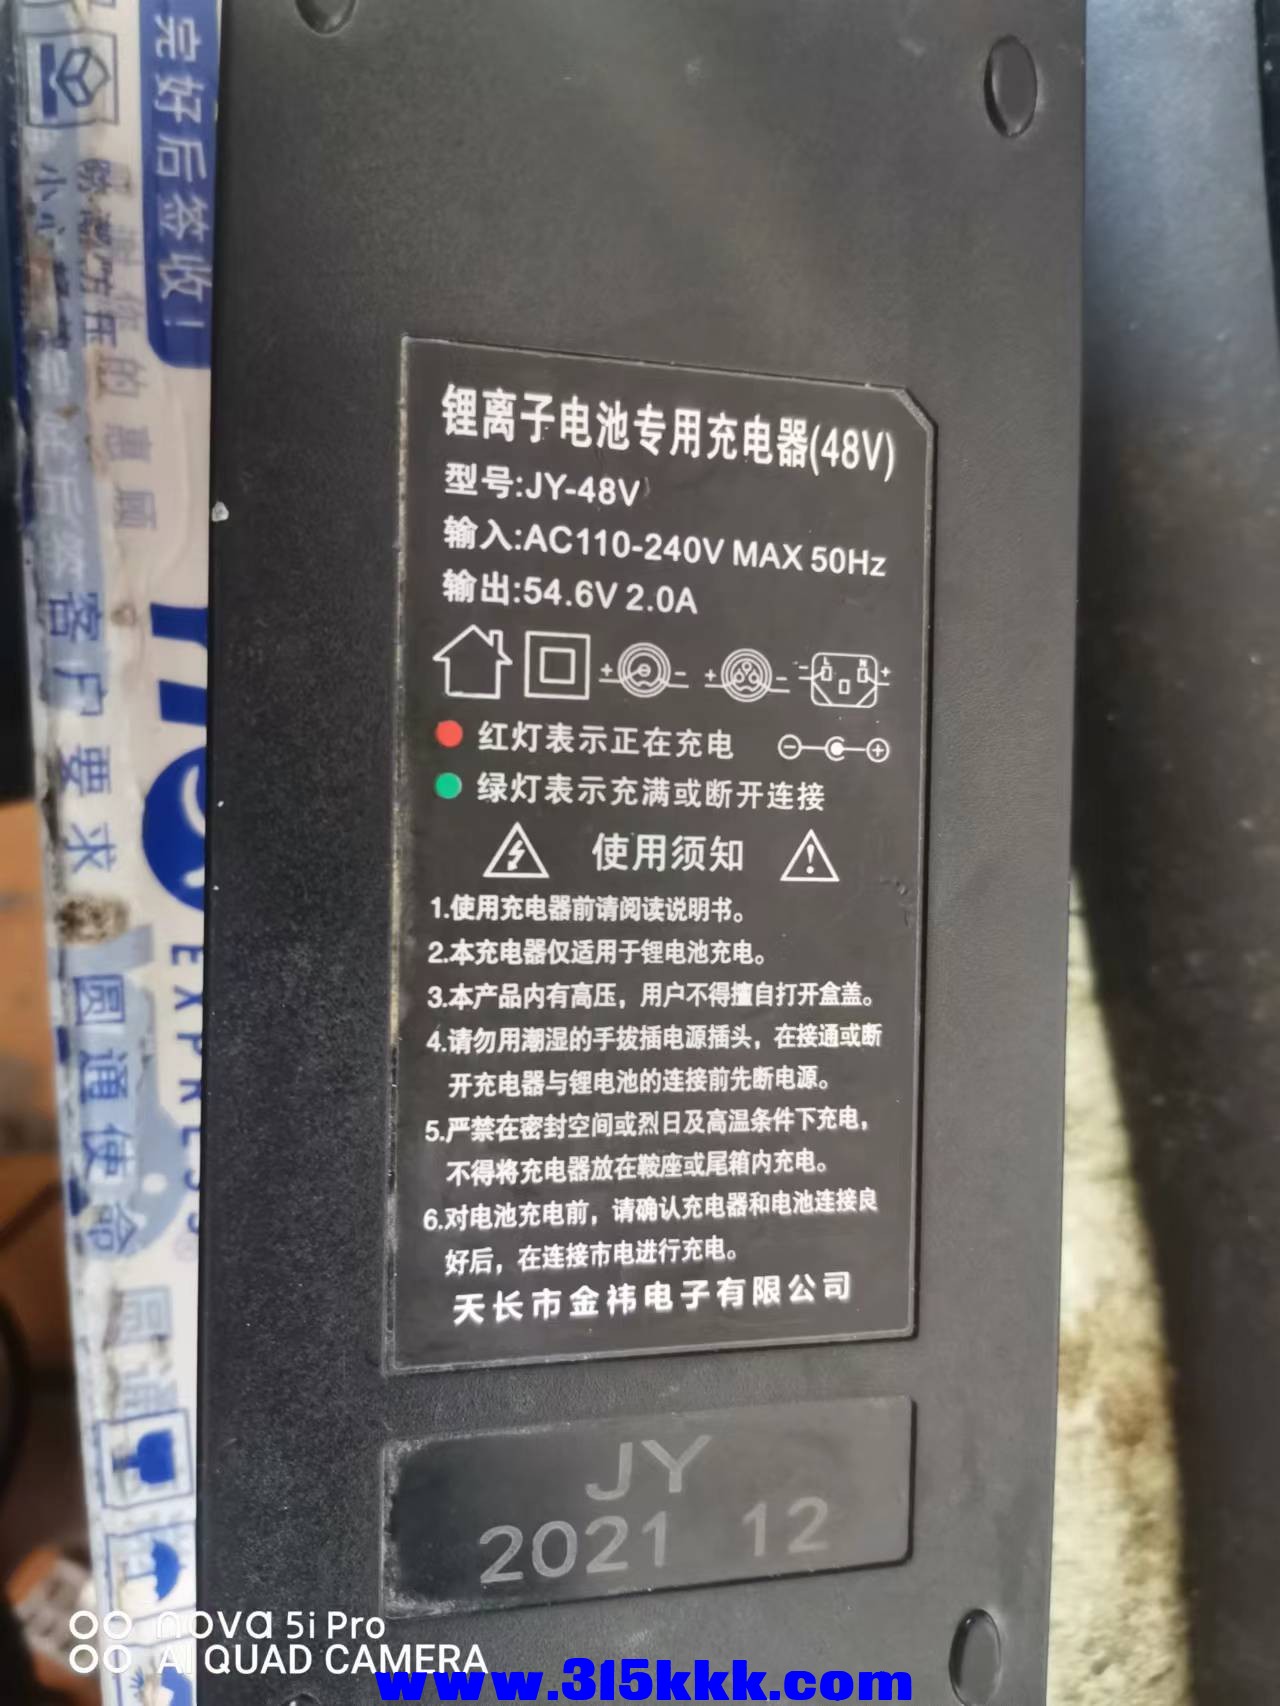 完好后签收!
客户要求
圆通使命
圆通
EXPRESS
锂离子电池专用充电器(48V)
型号:JY-48V
输入:AC110-240V MAX 50Hz
输出:54.6V 2.0A
+ - + - - L N +
红灯表示正在充电
绿灯表示充满或断开连接
使用须知
1.使用充电器前请阅读说明书。
2.本充电器仅适用于锂电池充电。
3.本产品内有高压，用户不得擅自打开盒盖。
4.请勿用潮湿的手拔插电源插头，在接通或断
开充电器与锂电池的连接前先断电源。
5.严禁在密封空间或烈日及高温条件下充电，
不得将充电器放在鞍座或尾箱内充电。
6.对电池充电前，请确认充电器和电池连接良
好后，在连接市电进行充电。
天长市金祎电子有限公司
JY
2021 12
nova 5i Pro
AI QUAD CAMERA
www.315kkk.com